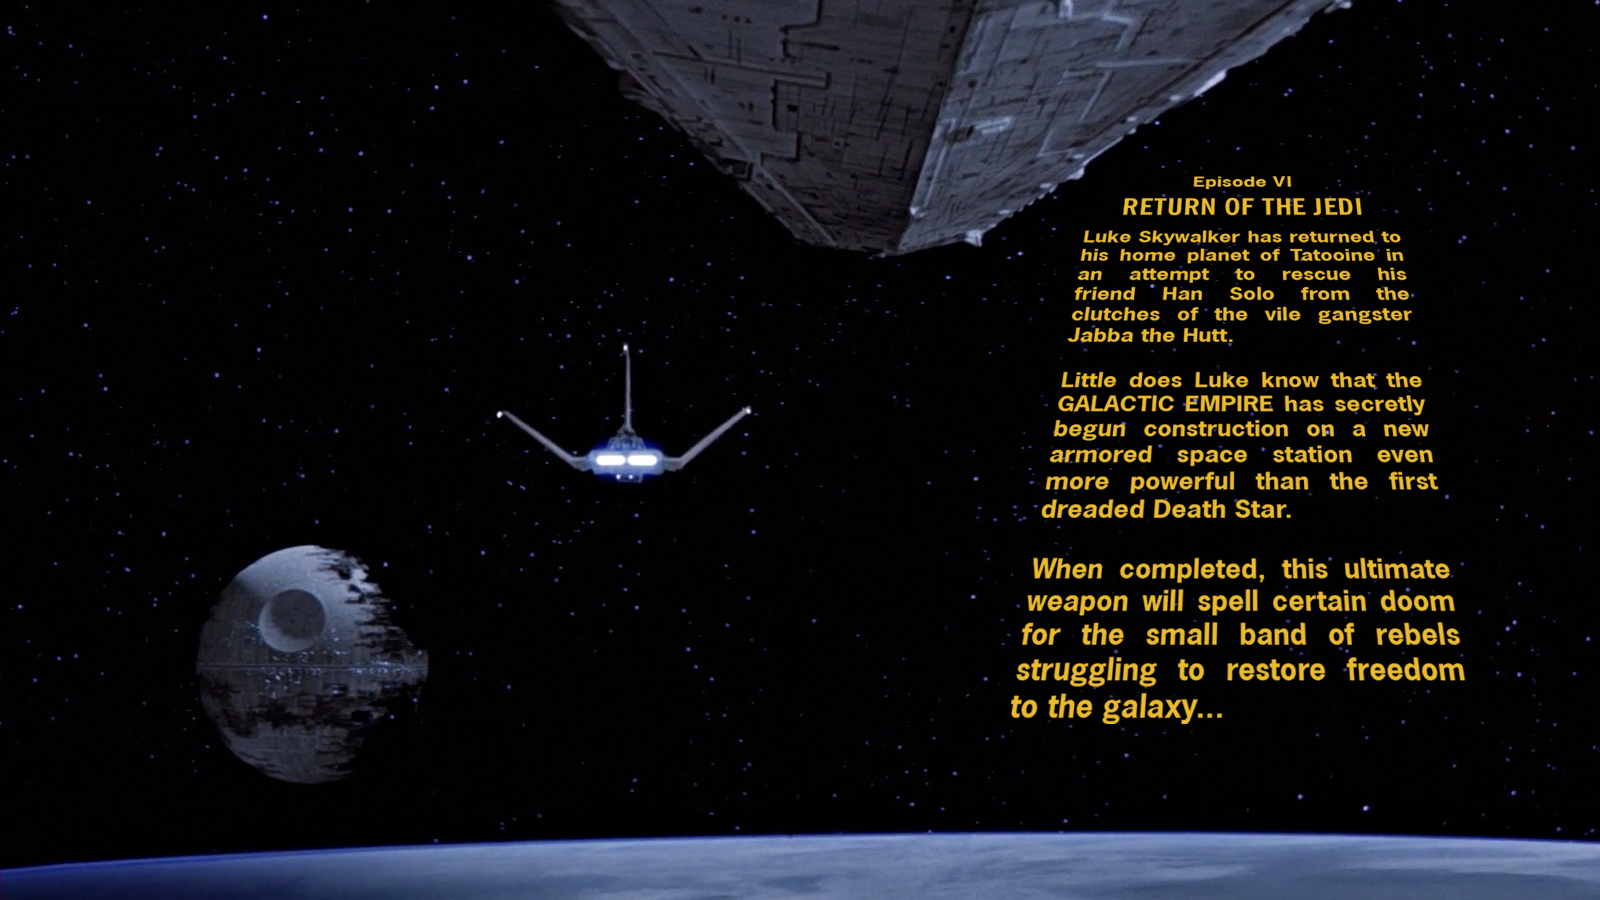 Episode VI
RETURN OF THE JEDI
Luke Skywalker has returned to
his home planet of Tatooine in
an attempt to rescue his
friend Han Solo from the
clutches of the vile gangster
Jabba the Hutt.
Little does Luke know that the
GALACTIC EMPIRE has secretly
begun construction on a new
armored space station even
more powerful than the first
dreaded Death Star.
When completed, this ultimate
weapon will spell certain doom
for the small band of rebels
struggling to restore freedom
to the galaxy...